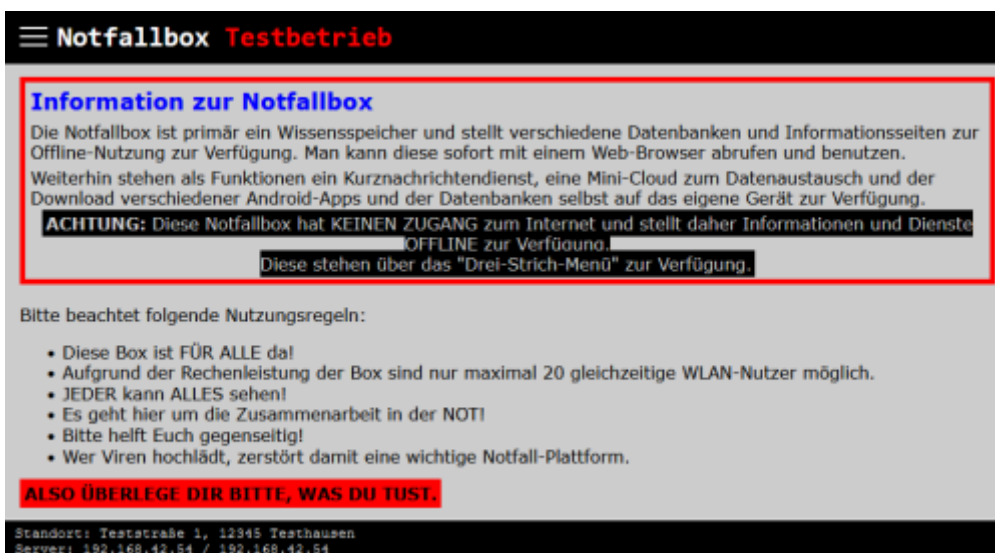 Notfallbox Testbetrieb
Information zur Notfallbox
Die Notfallbox ist primär ein Wissensspeicher und stellt verschiedene Datenbanken und Informationsseiten zur
Offline-Nutzung zur Verfügung. Man kann diese sofort mit einem Web-Browser abrufen und benutzen.
Weiterhin stehen als Funktionen ein Kurznachrichtendienst, eine Mini-Cloud zum Datenaustausch und der
Download verschiedener Android-Apps und der Datenbanken selbst auf das eigene Gerät zur Verfügung.
ACHTUNG: Diese Notfallbox hat KEINEN ZUGANG zum Internet und stellt daher Informationen und Dienste
OFFLINE zur Verfügung.
Diese stehen über das "Drei-Strich-Menü" zur Verfügung.
Bitte beachtet folgende Nutzungsregeln:
• Diese Box ist FÜR ALLE da!
• Aufgrund der Rechenleistung der Box sind nur maximal 20 gleichzeitige WLAN-Nutzer möglich.
• JEDER kann ALLES sehen!
• Es geht hier um die Zusammenarbeit in der NOT!
• Bitte helft Euch gegenseitig!
• Wer Viren hochlädt, zerstört damit eine wichtige Notfall-Plattform.
ALSO ÜBERLEGE DIR BITTE, WAS DU TUST.
Standort: Teststraße 1, 12345 Testhausen
Server: 192.168.42.54 / 192.168.42.54